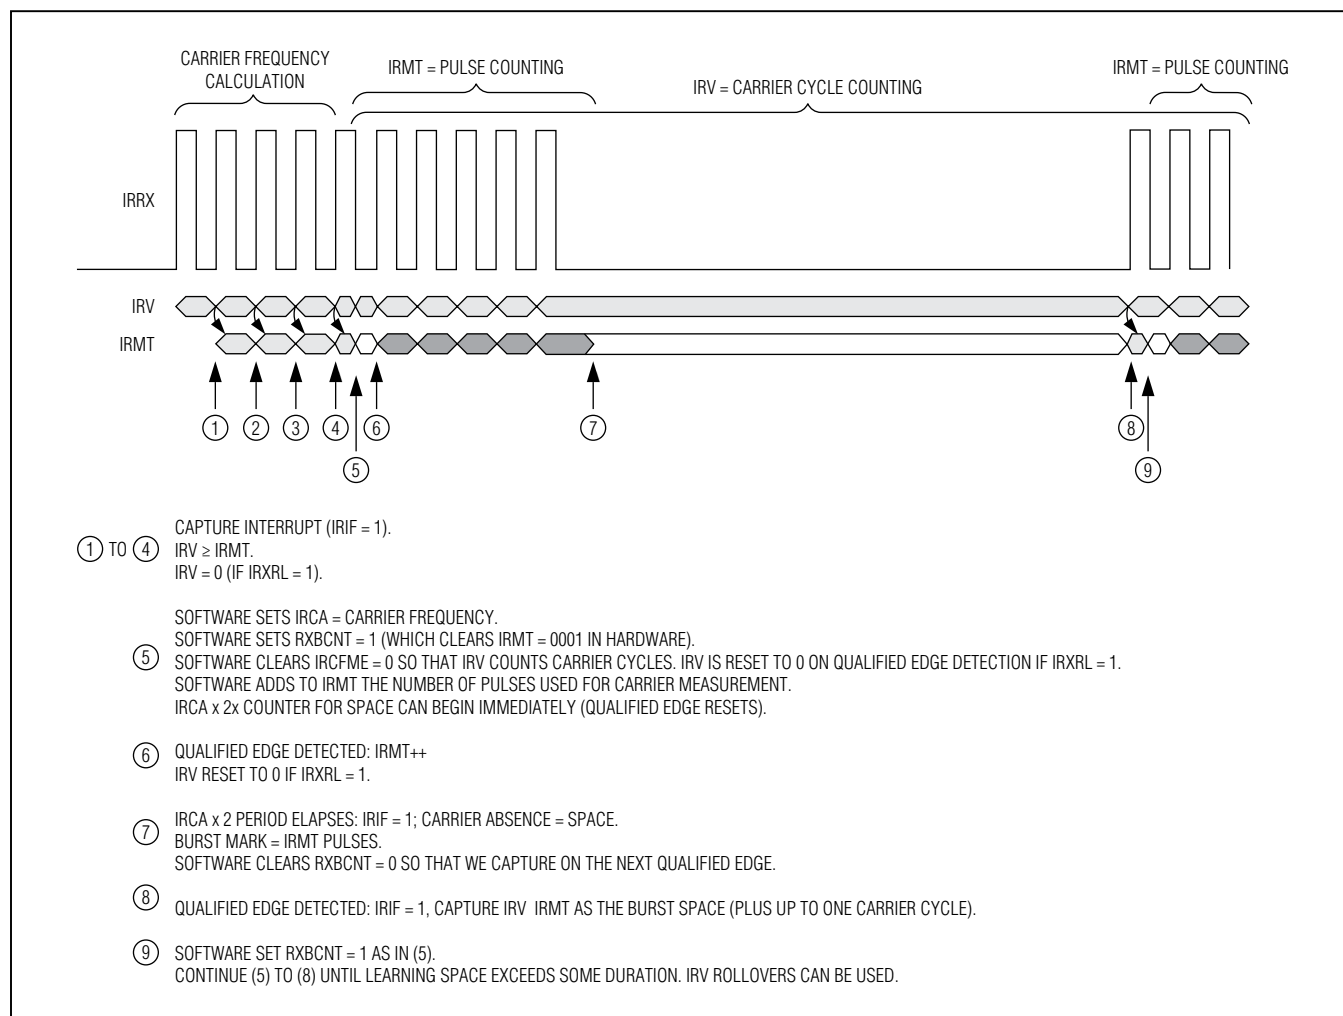 CARRIER FREQUENCY
CALCULATION
IRMT = PULSE COUNTING
IRV = CARRIER CYCLE COUNTING
IRMT = PULSE COUNTING
IRRX
IRV
IRMT
1
2
3
4
6
7
8
5
9
1 TO 4
CAPTURE INTERRUPT (IRIF = 1).
IRV ≥ IRMT.
IRV = 0 (IF IRXRL = 1).
5
SOFTWARE SETS IRCA = CARRIER FREQUENCY.
SOFTWARE SETS RXBCNT = 1 (WHICH CLEARS IRMT = 0001 IN HARDWARE).
SOFTWARE CLEARS IRCFME = 0 SO THAT IRV COUNTS CARRIER CYCLES. IRV IS RESET TO 0 ON QUALIFIED EDGE DETECTION IF IRXRL = 1.
SOFTWARE ADDS TO IRMT THE NUMBER OF PULSES USED FOR CARRIER MEASUREMENT.
IRCA x 2x COUNTER FOR SPACE CAN BEGIN IMMEDIATELY (QUALIFIED EDGE RESETS).
6
QUALIFIED EDGE DETECTED: IRMT++
IRV RESET TO 0 IF IRXRL = 1.
7
IRCA x 2 PERIOD ELAPSES: IRIF = 1; CARRIER ABSENCE = SPACE.
BURST MARK = IRMT PULSES.
SOFTWARE CLEARS RXBCNT = 0 SO THAT WE CAPTURE ON THE NEXT QUALIFIED EDGE.
8
QUALIFIED EDGE DETECTED: IRIF = 1, CAPTURE IRV  IRMT AS THE BURST SPACE (PLUS UP TO ONE CARRIER CYCLE).
9
SOFTWARE SET RXBCNT = 1 AS IN (5).
CONTINUE (5) TO (8) UNTIL LEARNING SPACE EXCEEDS SOME DURATION. IRV ROLLOVERS CAN BE USED.